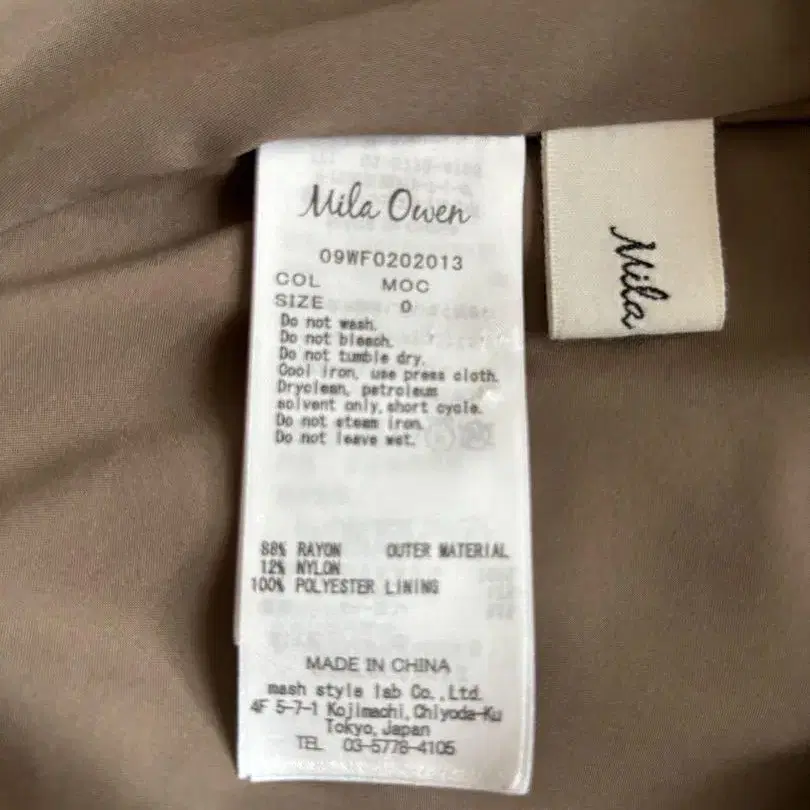 Mila Owen
09WF0202013
COL MOC
SIZE 0
Do not wash.
Do not bleach.
Do not tumble dry.
Cool iron, use press cloth.
Dryclean, petroleum
solvent only, short cycle.
Do not steam iron.
Do not leave wet.
88% RAYON OUTER MATERIAL
12% NYLON
100% POLYESTER LINING
MADE IN CHINA
mash style lab Co.,Ltd.
4F 5-7-1 Kojimachi, Chiyoda-Ku
Tokyo, Japan
TEL 03-5778-4105
Mila